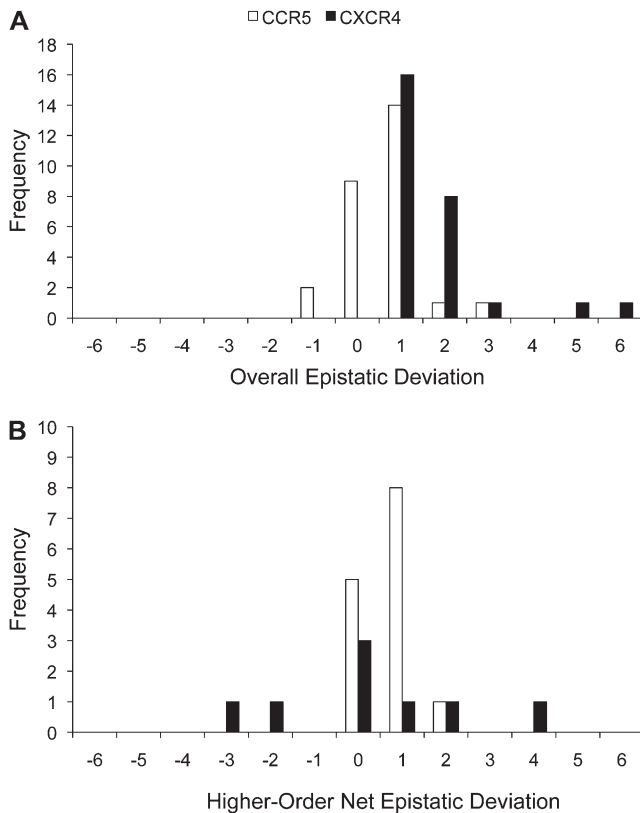 A
CCR5 CXCR4
Frequency
18
16
14
12
10
8
6
4
2
0
-6 -5 -4 -3 -2 -1 0 1 2 3 4 5 6
Overall Epistatic Deviation
B
Frequency
10
9
8
7
6
5
4
3
2
1
0
-6 -5 -4 -3 -2 -1 0 1 2 3 4 5 6
Higher-Order Net Epistatic Deviation